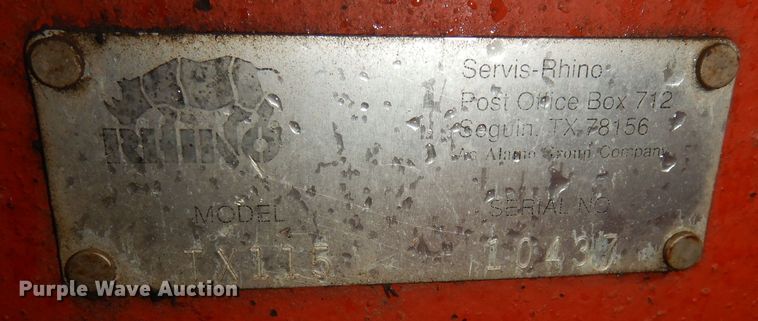 RHINO
Servis-Rhino
Post Office Box 712
Seguin, TX 78156
An Alamo Group Company
MODEL
SERIAL NO
TX115
10437
Purple Wave Auction®